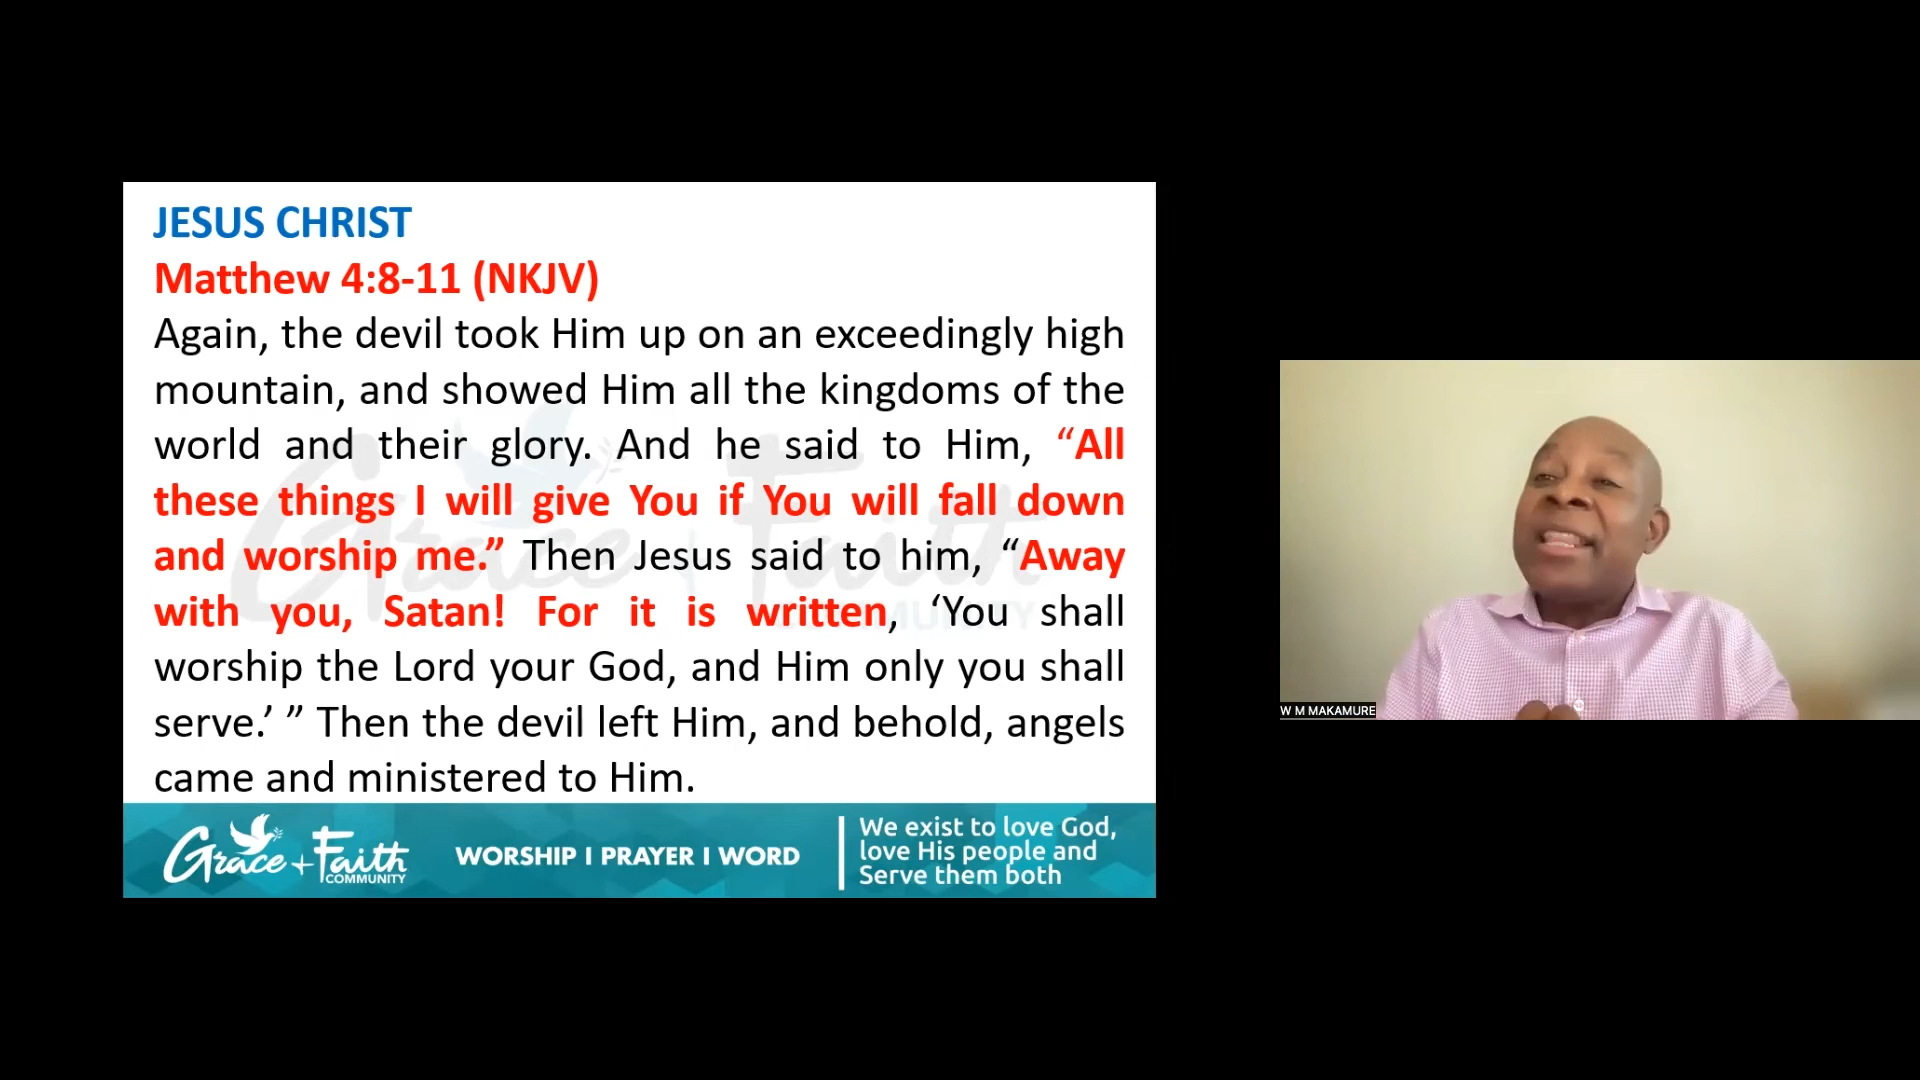 JESUS CHRIST
Matthew 4:8-11 (NKJV)
Again, the devil took Him up on an exceedingly high
mountain, and showed Him all the kingdoms of the
world and their glory. And he said to Him, “All
these things I will give You if You will fall down
and worship me.” Then Jesus said to him, “Away
with you, Satan! For it is written, ‘You shall
worship the Lord your God, and Him only you shall
serve.’ ” Then the devil left Him, and behold, angels
came and ministered to Him.
Grace + Faith
COMMUNITY
WORSHIP I PRAYER I WORD
We exist to love God,
love His people and
Serve them both
W M MAKAMURE